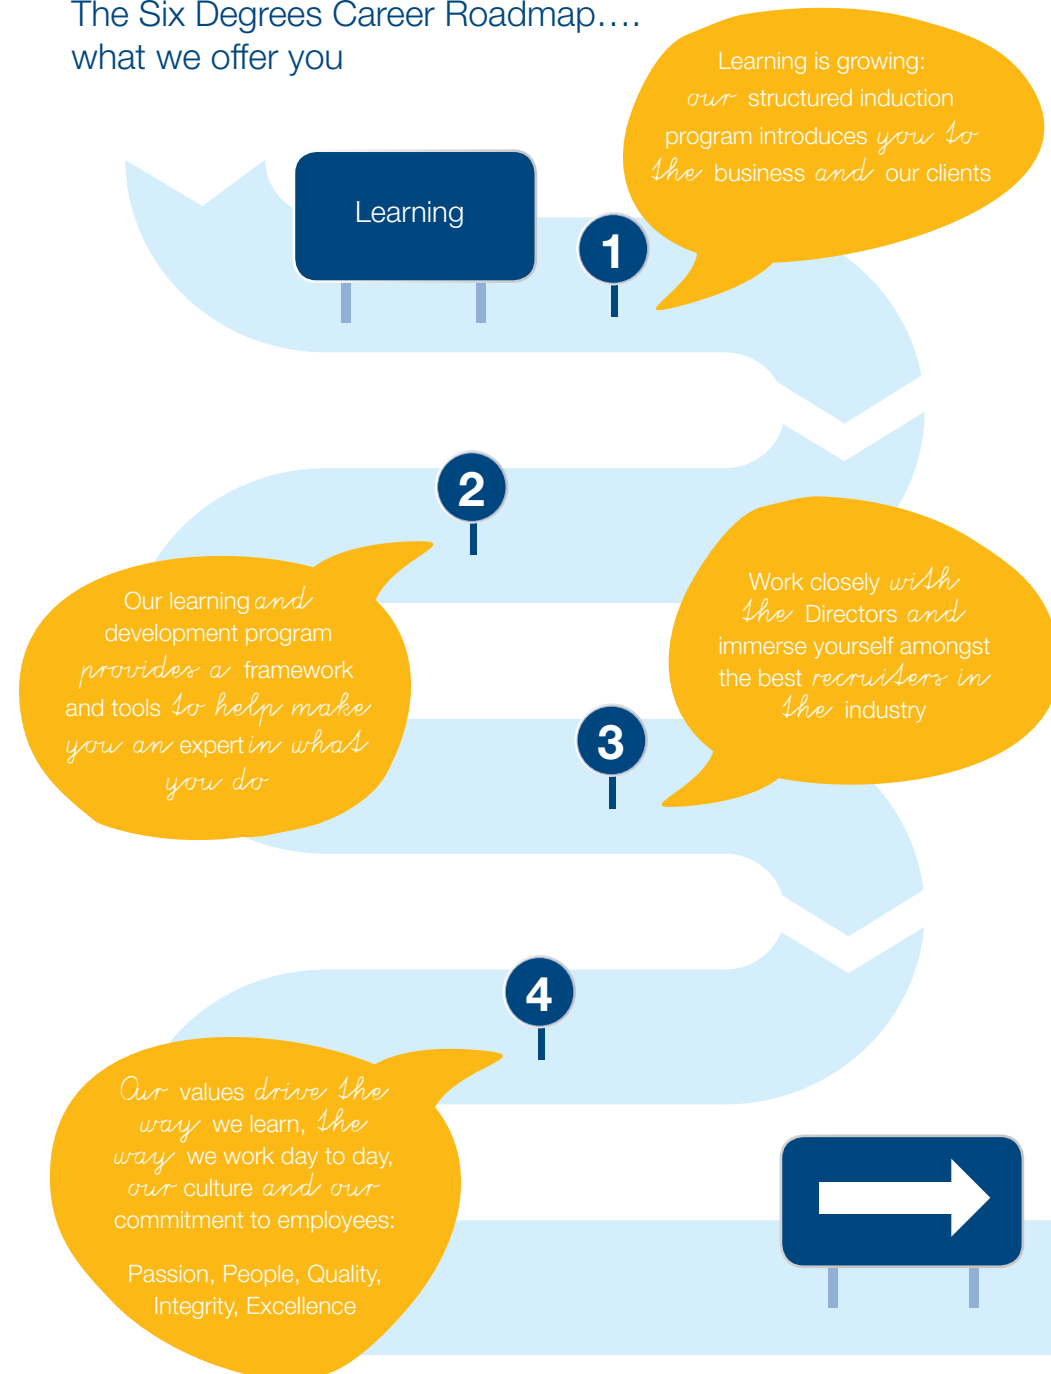 The Six Degrees Career Roadmap....
what we offer you
Learning is growing:
our structured induction
program introduces you to
the business and our clients
Learning
1
2
Our learning and
development program
provides a framework
and tools to help make
you an expert in what
you do
Work closely with
the Directors and
immerse yourself amongst
the best recruiters in
the industry
3
4
Our values drive the
way we learn, the
way we work day to day,
our culture and our
commitment to employees:
Passion, People, Quality,
Integrity, Excellence